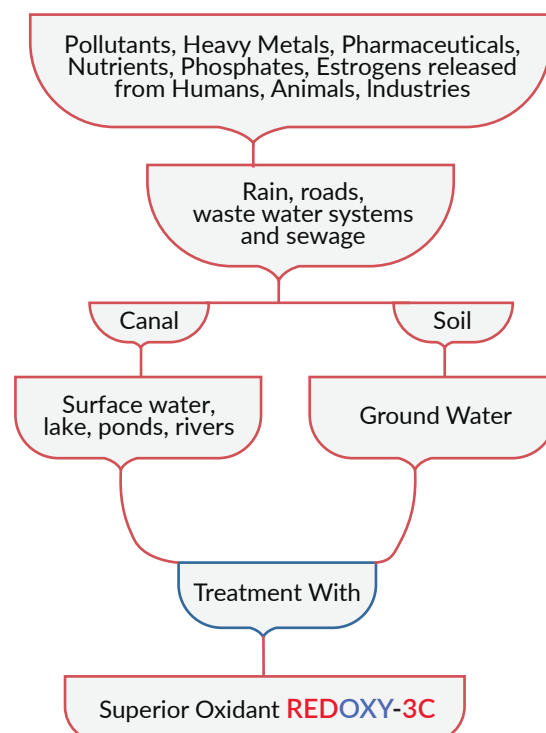 Pollutants, Heavy Metals, Pharmaceuticals,
Nutrients, Phosphates, Estrogens released
from Humans, Animals, Industries
Rain, roads,
waste water systems
and sewage
Canal
Soil
Surface water,
lake, ponds, rivers
Ground Water
Treatment With
Superior Oxidant REDOXY-3C